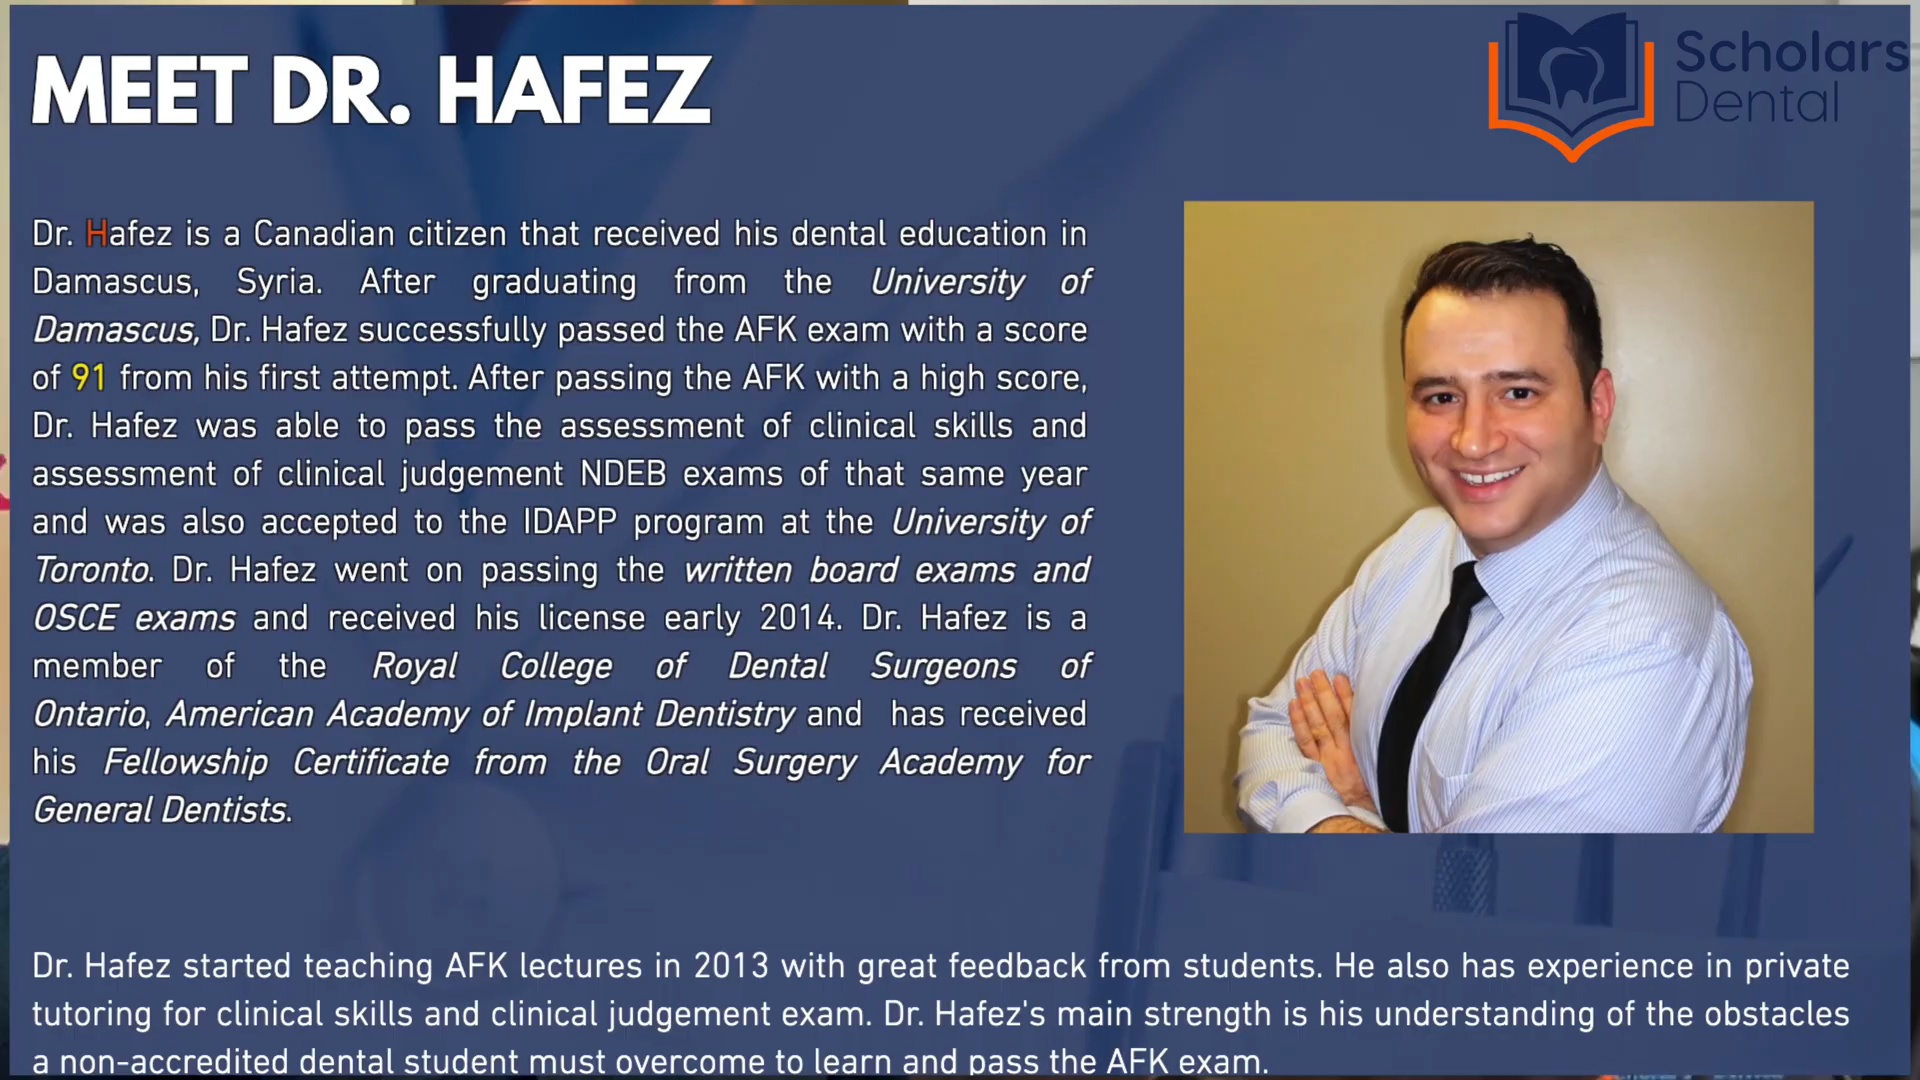 MEET DR. HAFEZ
Scholars
Dental
Dr. Hafez is a Canadian citizen that received his dental education in
Damascus, Syria. After graduating from the University of
Damascus, Dr. Hafez successfully passed the AFK exam with a score
of 91 from his first attempt. After passing the AFK with a high score,
Dr. Hafez was able to pass the assessment of clinical skills and
assessment of clinical judgement NDEB exams of that same year
and was also accepted to the IDAPP program at the University of
Toronto. Dr. Hafez went on passing the written board exams and
OSCE exams and received his license early 2014. Dr. Hafez is a
member of the Royal College of Dental Surgeons of
Ontario, American Academy of Implant Dentistry and has received
his Fellowship Certificate from the Oral Surgery Academy for
General Dentists.
Dr. Hafez started teaching AFK lectures in 2013 with great feedback from students. He also has experience in private
tutoring for clinical skills and clinical judgement exam. Dr. Hafez's main strength is his understanding of the obstacles
a non-accredited dental student must overcome to learn and pass the AFK exam.